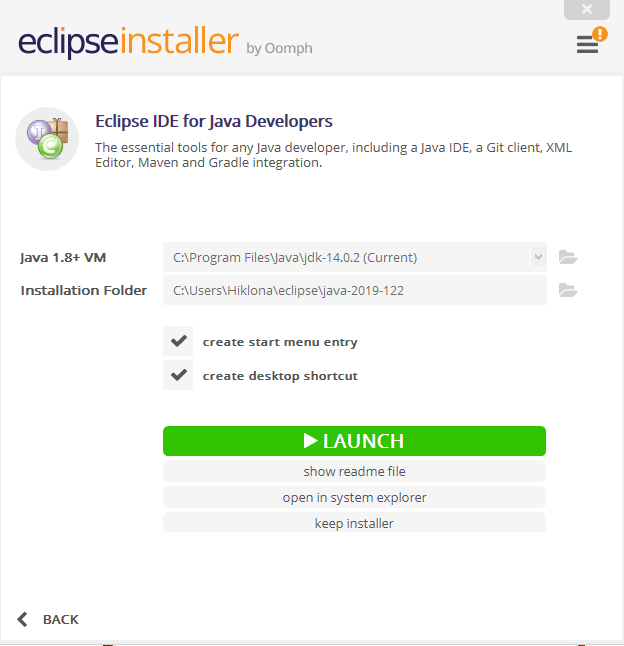 eclipseinstaller by Oomph
!
Eclipse IDE for Java Developers
The essential tools for any Java developer, including a Java IDE, a Git client, XML
Editor, Maven and Gradle integration.
Java 1.8+ VM C:\Program Files\Java\jdk-14.0.2 (Current)
Installation Folder C:\Users\Hiklona\eclipse\java-2019-122
create start menu entry
create desktop shortcut
LAUNCH
show readme file
open in system explorer
keep installer
BACK